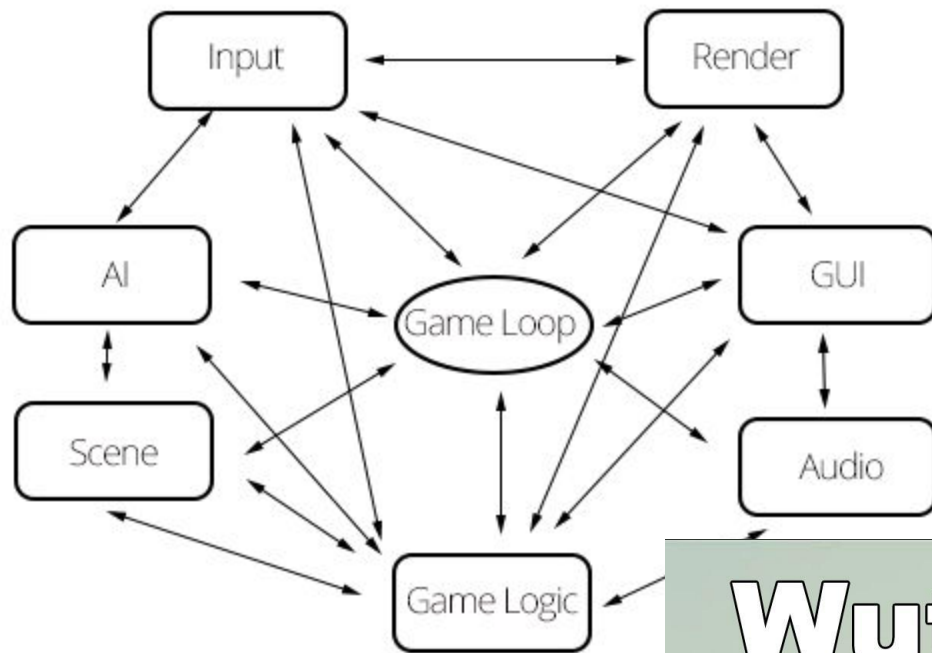 Input
Render
AI
GUI
Game Loop
Scene
Audio
Game Logic